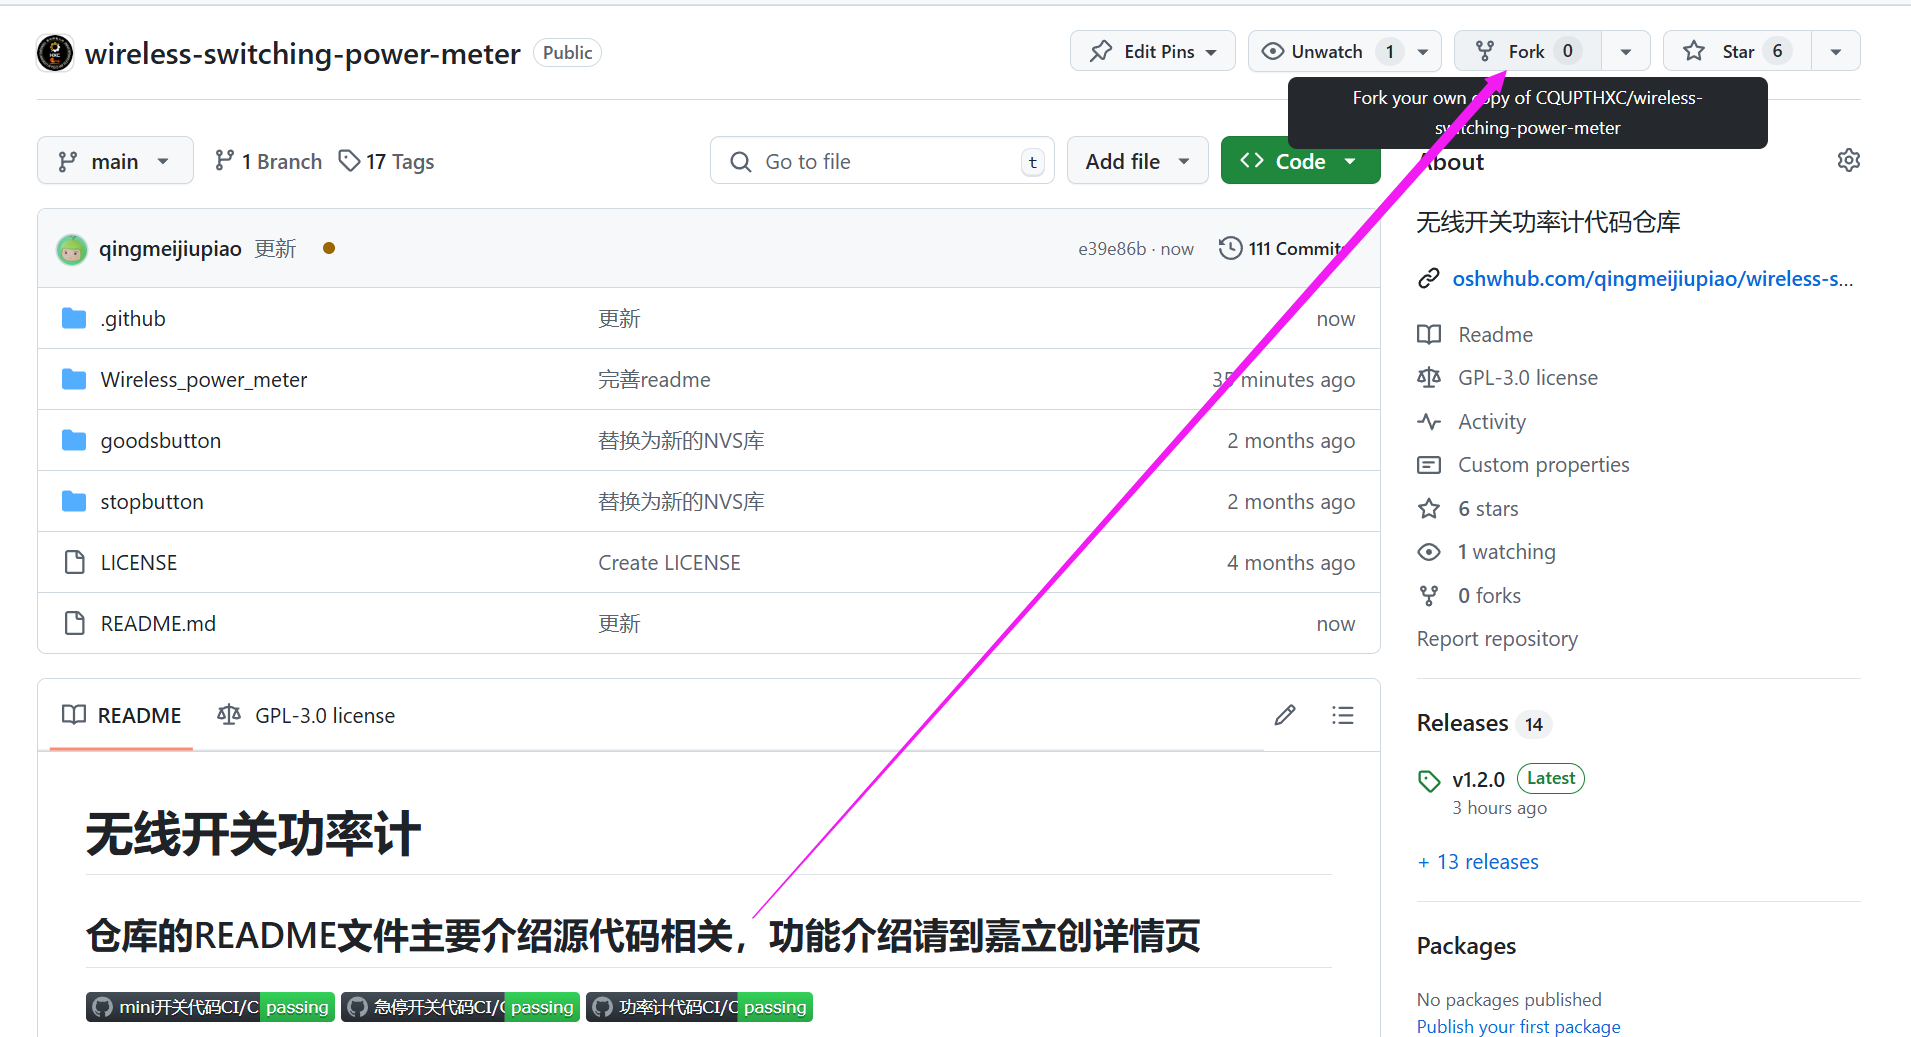 wireless-switching-power-meter Public
Edit Pins
Unwatch 1
Fork 0
Star 6
Fork your own copy of CQUPTHXC/wireless-
switching-power-meter
main
1 Branch
17 Tags
Go to file t
Add file
Code
qingmeijiupiao 更新
e39e86b · now
111 Commits
.github 更新 now
Wireless_power_meter 完善readme 35 minutes ago
goodsbutton 替换为新的NVS库 2 months ago
stopbutton 替换为新的NVS库 2 months ago
LICENSE Create LICENSE 4 months ago
README.md 更新 now
README
GPL-3.0 license
无线开关功率计
仓库的README文件主要介绍源代码相关，功能介绍请到嘉立创详情页
mini开关代码CI/C passing
急停开关代码CI/ passing
功率计代码CI/C passing
About
无线开关功率计代码仓库
oshwhub.com/qingmeijiupiao/wireless-s...
Readme
GPL-3.0 license
Activity
Custom properties
6 stars
1 watching
0 forks
Report repository
Releases 14
v1.2.0 Latest
3 hours ago
+ 13 releases
Packages
No packages published
Publish your first package